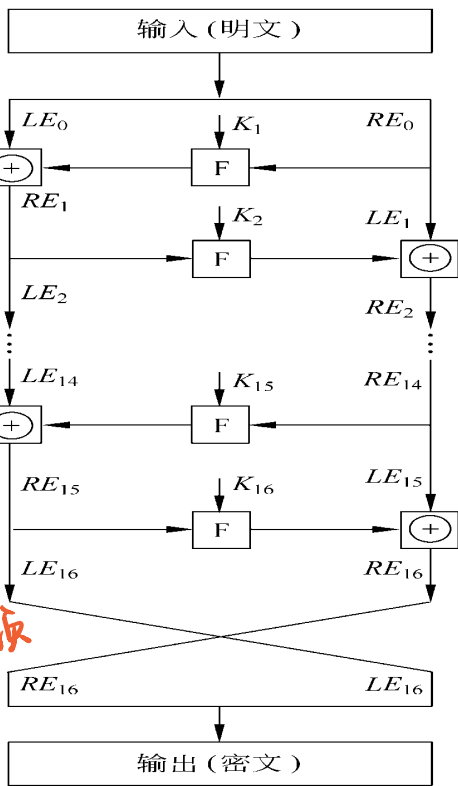 输入(明文)
LE₀ K₁ RE₀
+ F
RE₁ K₂ LE₁
F +
LE₂ RE₂
⋮ ⋮
LE₁₄ K₁₅ RE₁₄
+ F
RE₁₅ K₁₆ LE₁₅
F +
LE₁₆ RE₁₆
RE₁₆ LE₁₆
输出(密文)